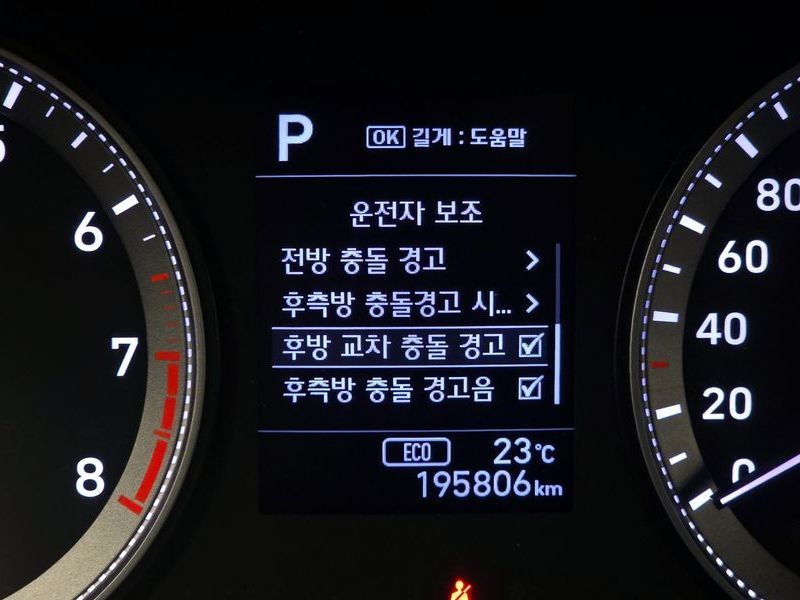 P OK 길게 : 도움말
운전자 보조
전방 충돌 경고
후측방 충돌경고 시...
후방 교차 충돌 경고
후측방 충돌 경고음
ECO 23°C
195806km
6
7
8
80
60
40
20
0